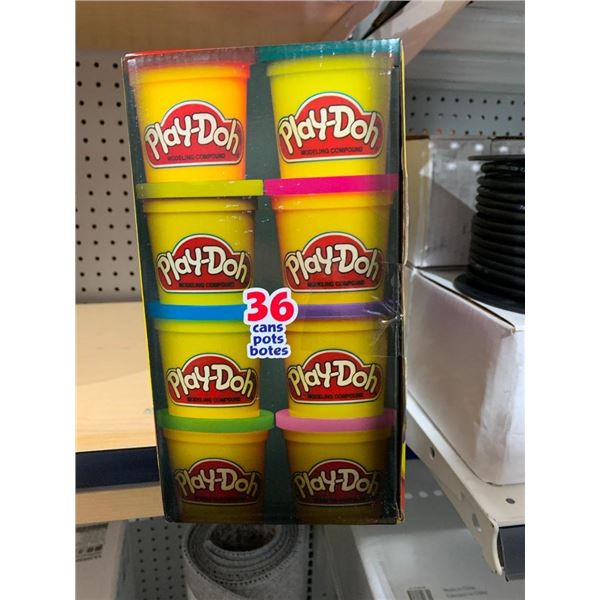 Play-Doh
MODELING COMPOUND
Play-Doh
MODELING COMPOUND
Play-Doh
MODELING COMPOUND
Play-Doh
MODELING COMPOUND
36
cans
pots
botes
Play-Doh
MODELING COMPOUND
Play-Doh
MODELING COMPOUND
Play-Doh
Play-Doh